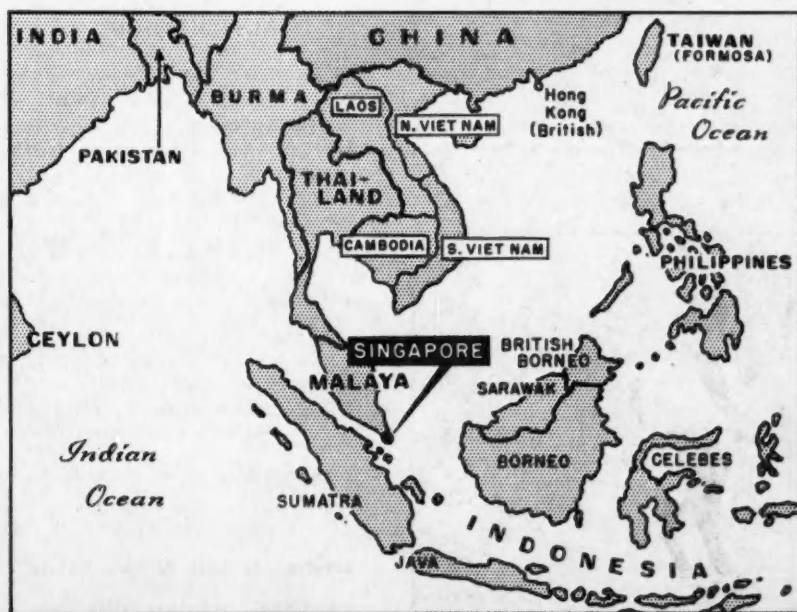 INDIA
CHINA
TAIWAN
(FORMOSA)
BURMA
LAOS
Hong
Kong
(British)
Pacific
Ocean
N. VIET NAM
PAKISTAN
THAI-
LAND
CAMBODIA
S. VIET NAM
PHILIPPINES
CEYLON
SINGAPORE
BRITISH
BORNEO
MALAYA
SARAWAK
Indian
Ocean
BORNEO
CELEBES
SUMATRA
INDONESIA
JAVA